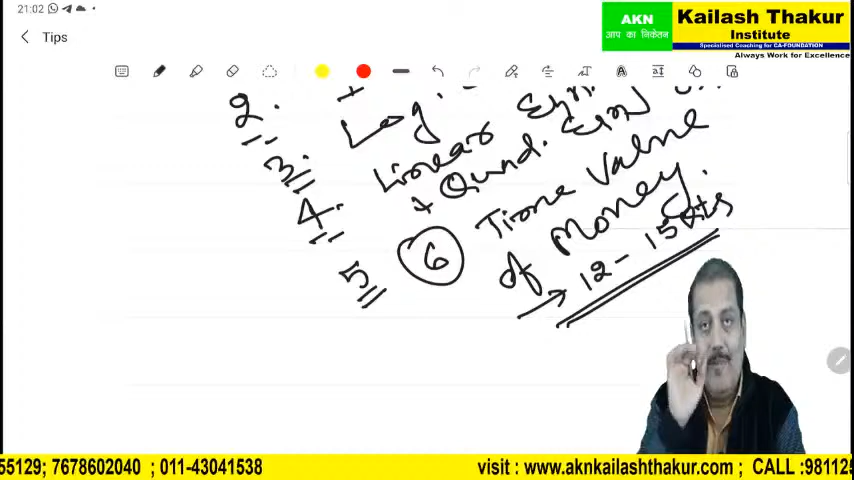 21:02
AKN
आप का निकेतन
Kailash Thakur
Institute
Specialised Coaching for CA-FOUNDATION
Always Work for Excellence
Tips
2.
Log.
3.
Linear Eqn.
+ Quad. Eqn
4.
Time Value
of Money.
5
6
→ 12 - 15
55129; 7678602040 ; 011-43041538
visit : www.aknkailashthakur.com ; CALL :98112